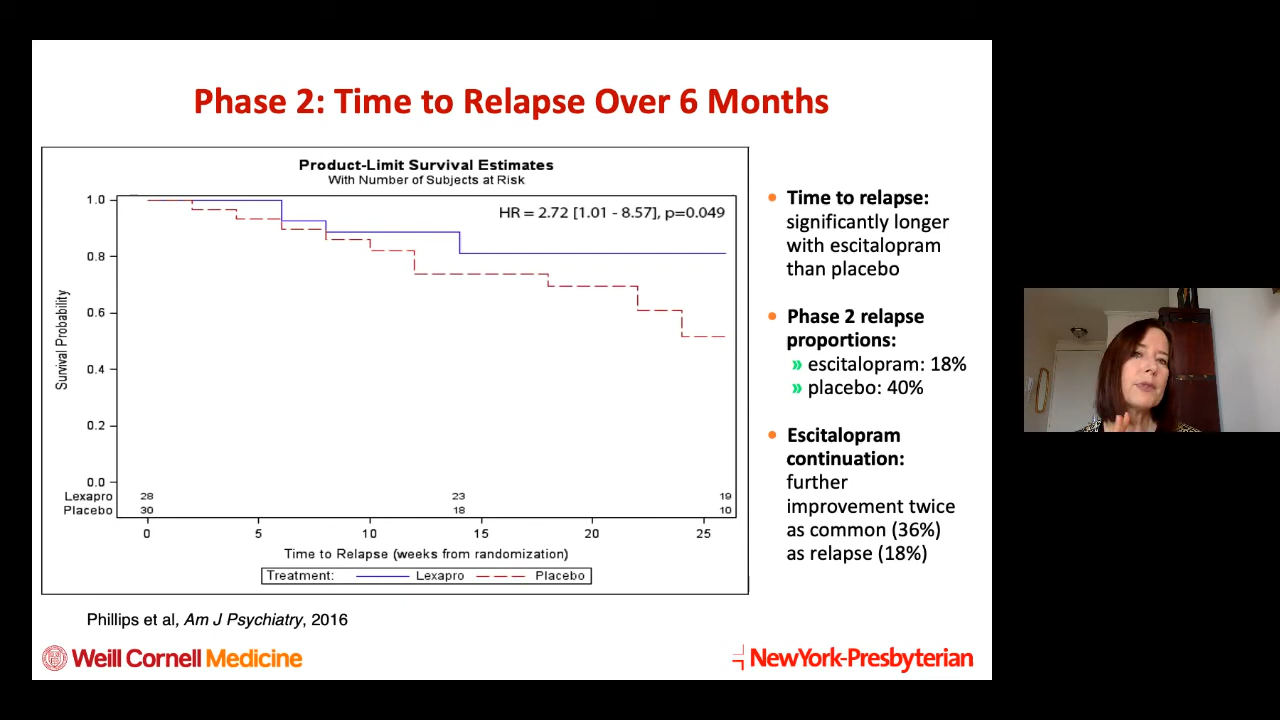 Phase 2: Time to Relapse Over 6 Months
Product-Limit Survival Estimates
With Number of Subjects at Risk
HR = 2.72 [1.01 - 8.57], p=0.049
Survival Probability
1.0
0.8
0.6
0.4
0.2
0.0
Lexapro 28 23 19
Placebo 30 18 10
0 5 10 15 20 25
Time to Relapse (weeks from randomization)
Treatment: Lexapro Placebo
• Time to relapse:
significantly longer
with escitalopram
than placebo
• Phase 2 relapse
proportions:
» escitalopram: 18%
» placebo: 40%
• Escitalopram
continuation:
further
improvement twice
as common (36%)
as relapse (18%)
Phillips et al, Am J Psychiatry, 2016
Weill Cornell Medicine
NewYork-Presbyterian